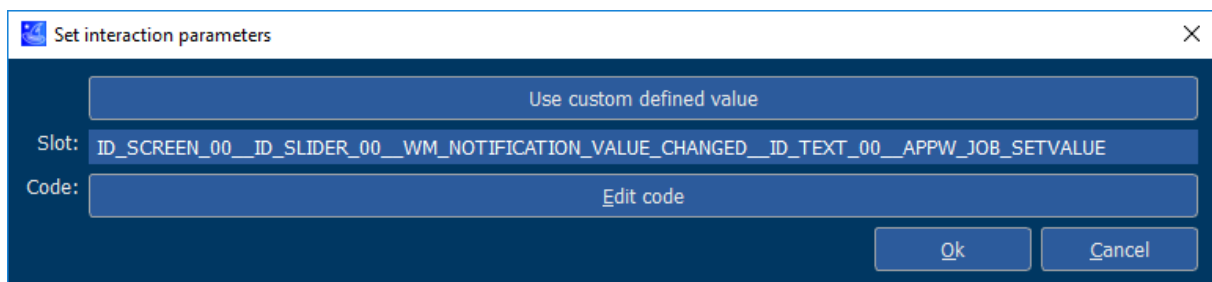 Set interaction parameters
Use custom defined value
Slot: ID_SCREEN_00__ID_SLIDER_00__WM_NOTIFICATION_VALUE_CHANGED__ID_TEXT_00__APPW_JOB_SETVALUE
Code: Edit code
Ok Cancel